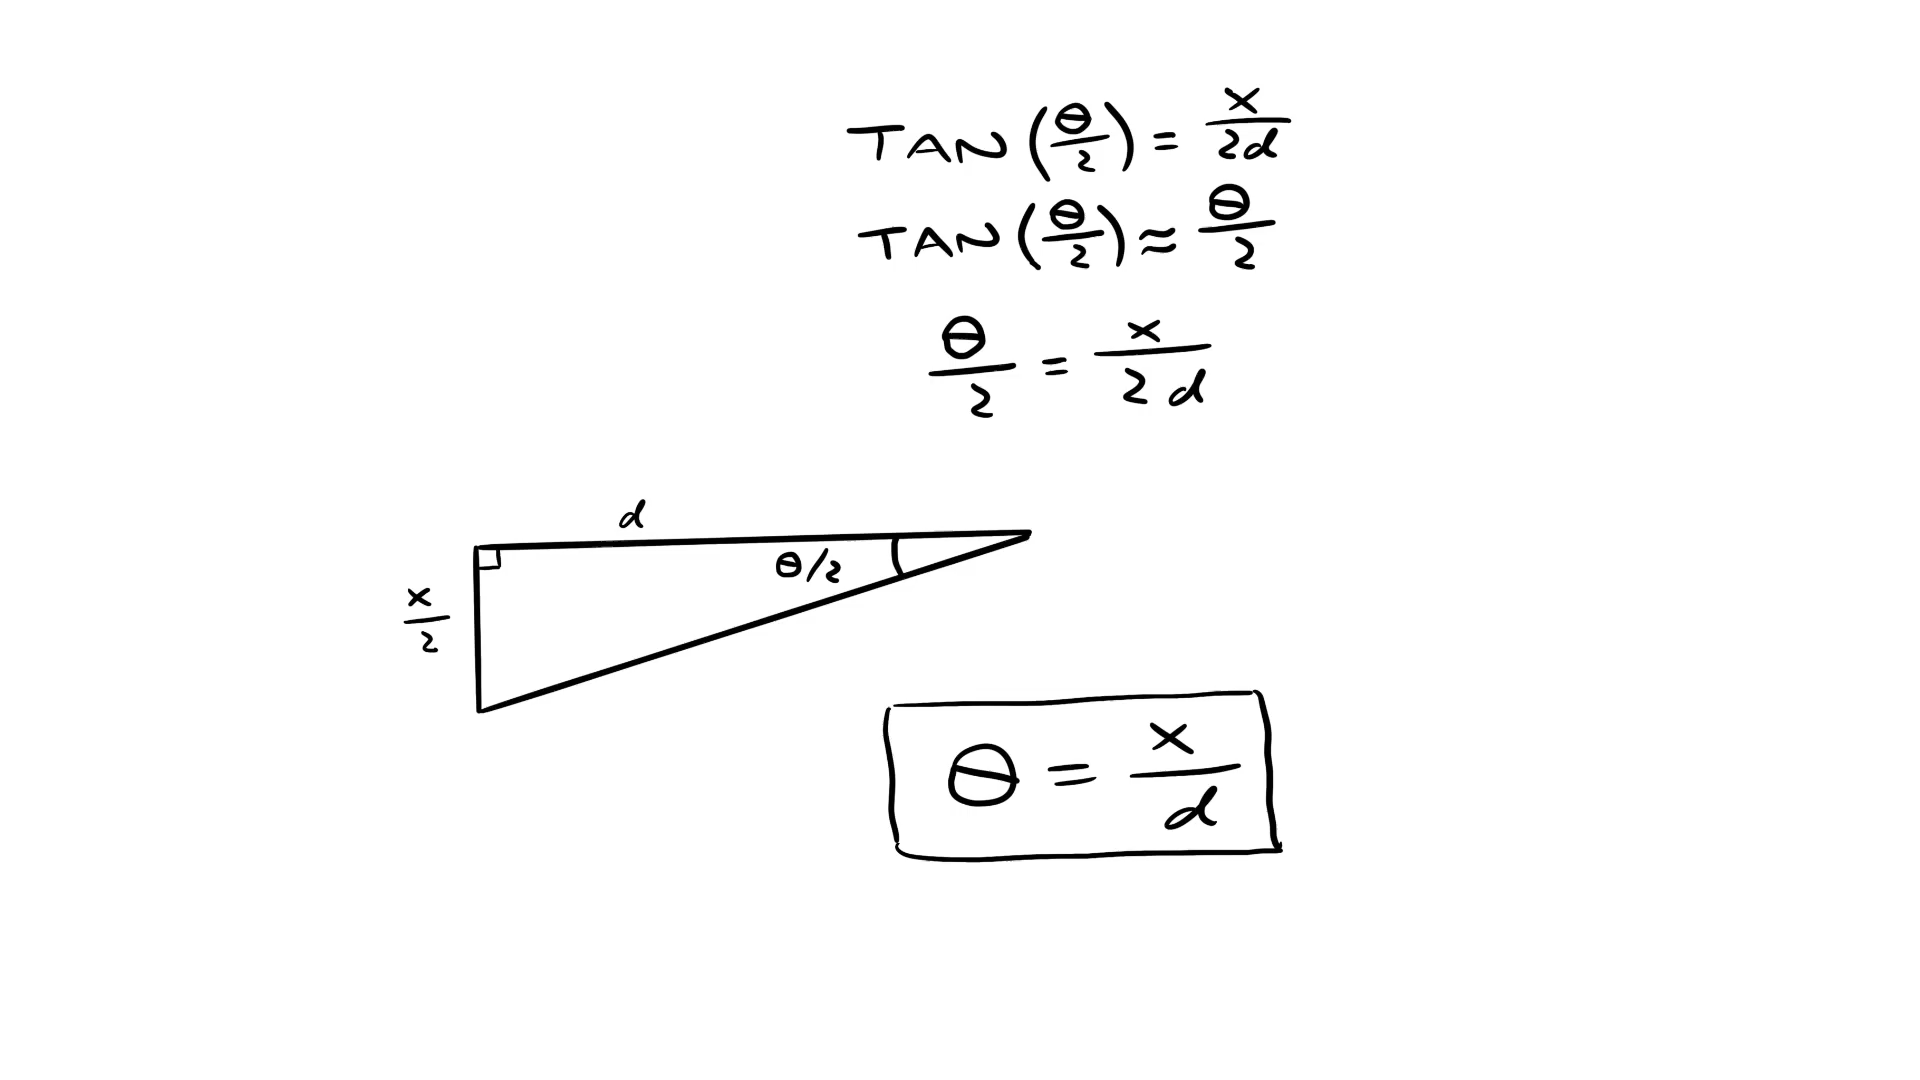 TAN(θ/2) = x/2d
TAN(θ/2) ≈ θ/2
θ/2 = x/2d
d
θ/2
x/2
θ = x/d